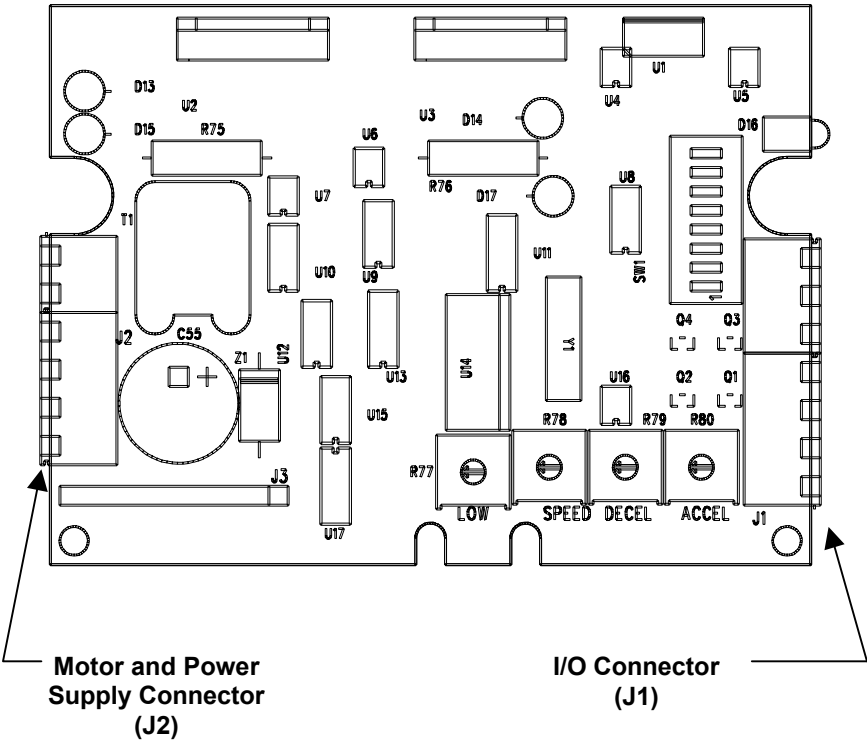 U1
U4
U5
D13
U2
U3
D14
D16
D15
R75
U6
R76
U8
U7
D17
T1
U11
U10
U9
SW1
1
Q4
Q3
J2
C55
Z1
U12
U13
U14
Y1
U16
Q2
Q1
+
U15
R78
R79
R80
R77
J3
LOW
SPEED
DECEL
ACCEL
J1
U17
Motor and Power
Supply Connector
(J2)
I/O Connector
(J1)